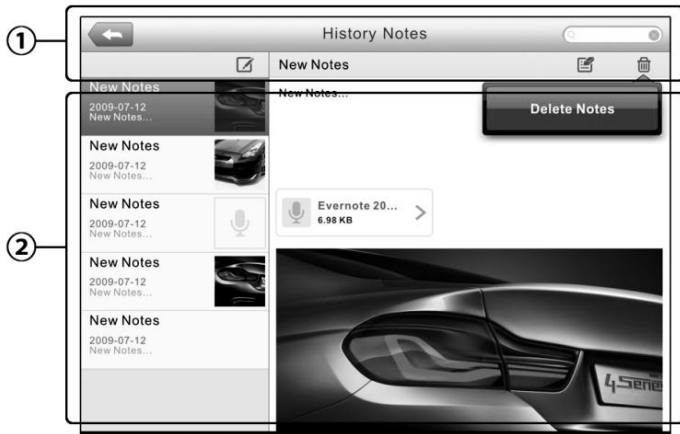 ①
History Notes
New Notes
New Notes
2009-07-12
New Notes...
New Notes...
Delete Notes
New Notes
2009-07-12
New Notes...
②
New Notes
2009-07-12
New Notes...
Evernote 20...
6.98 KB
New Notes
2009-07-12
New Notes...
New Notes
2009-07-12
New Notes...
4Series